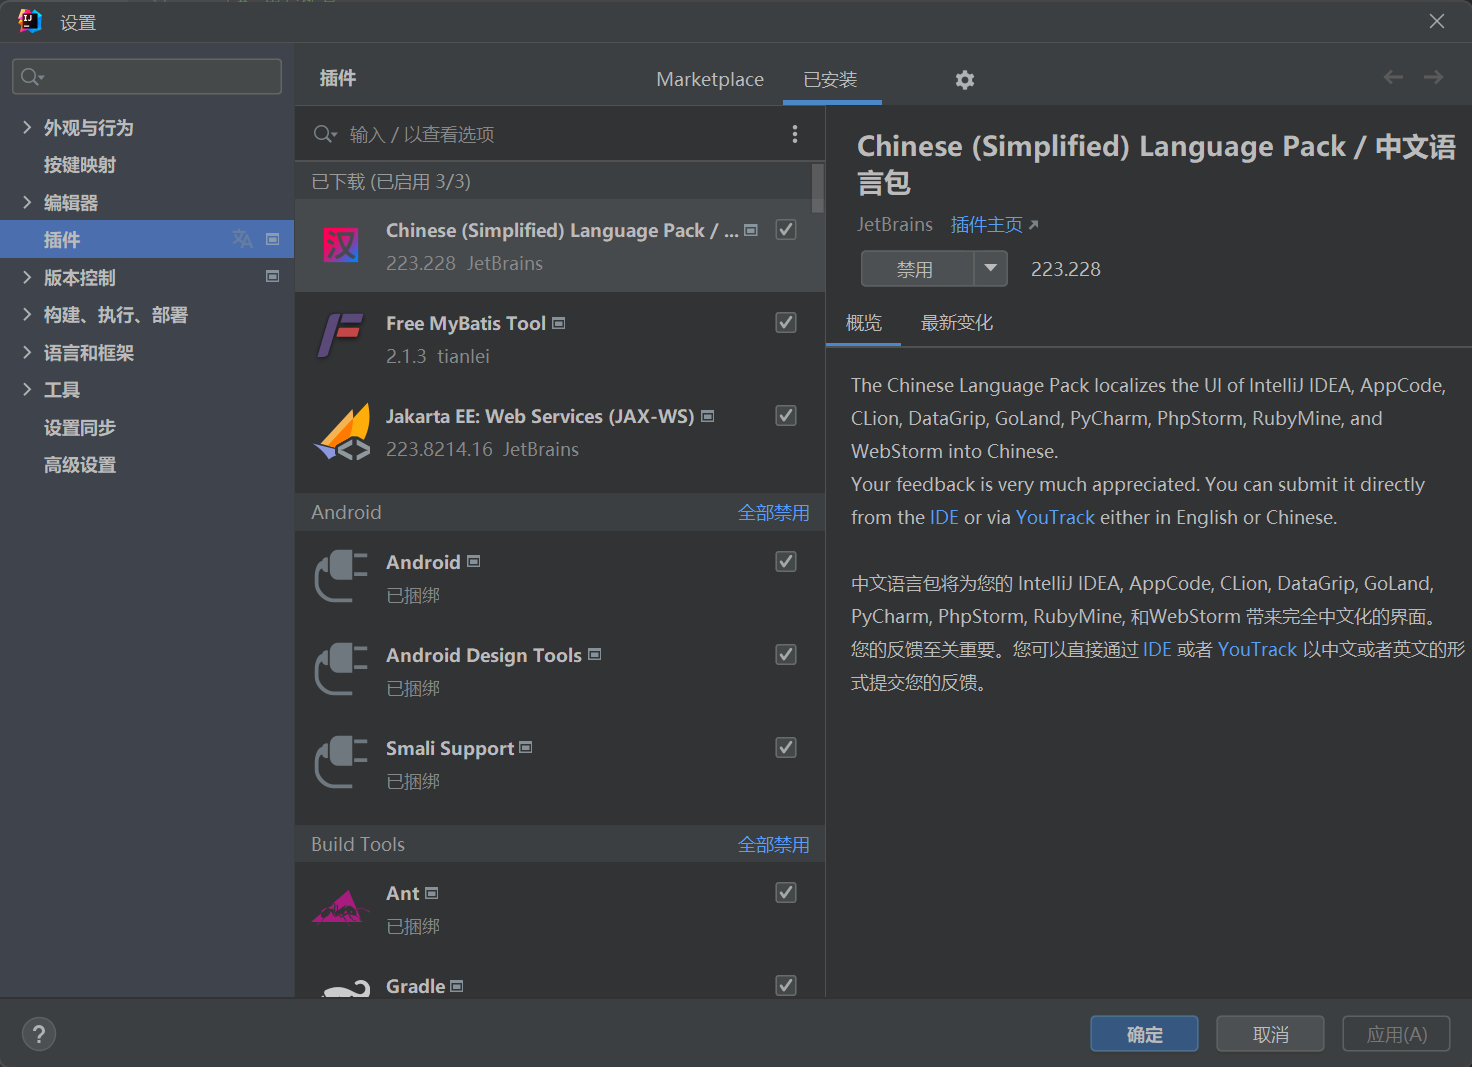 设置
外观与行为
按键映射
编辑器
插件
版本控制
构建、执行、部署
语言和框架
工具
设置同步
高级设置
插件
Marketplace
已安装
输入 / 以查看选项
已下载 (已启用 3/3)
汉
Chinese (Simplified) Language Pack / ...
223.228 JetBrains
Free MyBatis Tool
2.1.3 tianlei
Jakarta EE: Web Services (JAX-WS)
223.8214.16 JetBrains
Android 全部禁用
Android
已捆绑
Android Design Tools
已捆绑
Smali Support
已捆绑
Build Tools 全部禁用
Ant
已捆绑
Gradle
Chinese (Simplified) Language Pack / 中文语
言包
JetBrains 插件主页
禁用 223.228
概览 最新变化
The Chinese Language Pack localizes the UI of IntelliJ IDEA, AppCode,
CLion, DataGrip, GoLand, PyCharm, PhpStorm, RubyMine, and
WebStorm into Chinese.
Your feedback is very much appreciated. You can submit it directly
from the IDE or via YouTrack either in English or Chinese.
中文语言包将为您的 IntelliJ IDEA, AppCode, CLion, DataGrip, GoLand,
PyCharm, PhpStorm, RubyMine, 和WebStorm 带来完全中文化的界面。
您的反馈至关重要。您可以直接通过 IDE 或者 YouTrack 以中文或者英文的形
式提交您的反馈。
?
确定
取消
应用(A)